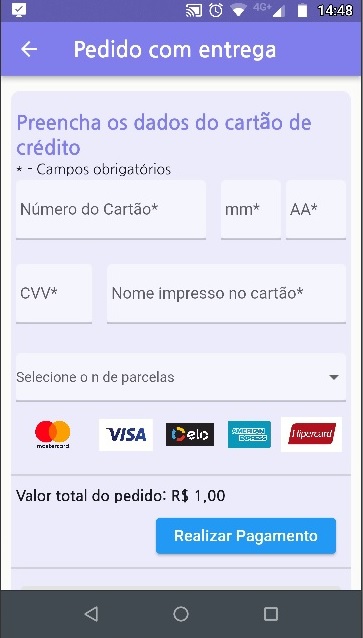 4G+ 14:48
Pedido com entrega
Preencha os dados do cartão de
crédito
* - Campos obrigatórios
Número do Cartão* mm* AA*
CVV* Nome impresso no cartão*
Selecione o n de parcelas
mastercard VISA elo AMERICAN EXPRESS Hipercard
Valor total do pedido: R$ 1,00
Realizar Pagamento